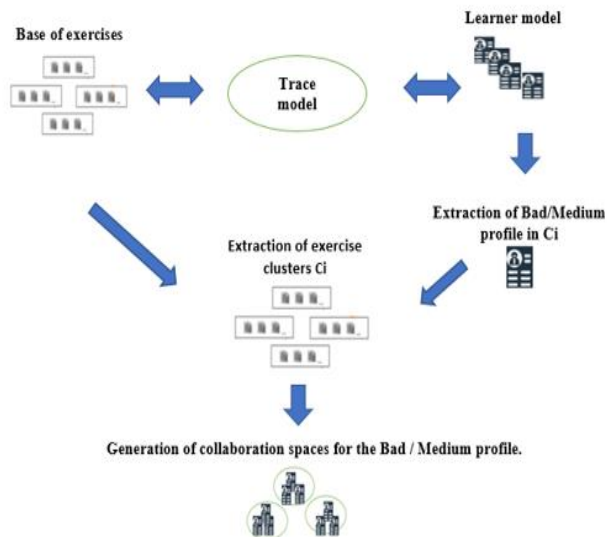 Learner model
Base of exercises
Trace
model
Extraction of Bad/Medium
profile in Ci
Extraction of exercise
clusters Ci
Generation of collaboration spaces for the Bad / Medium profile.